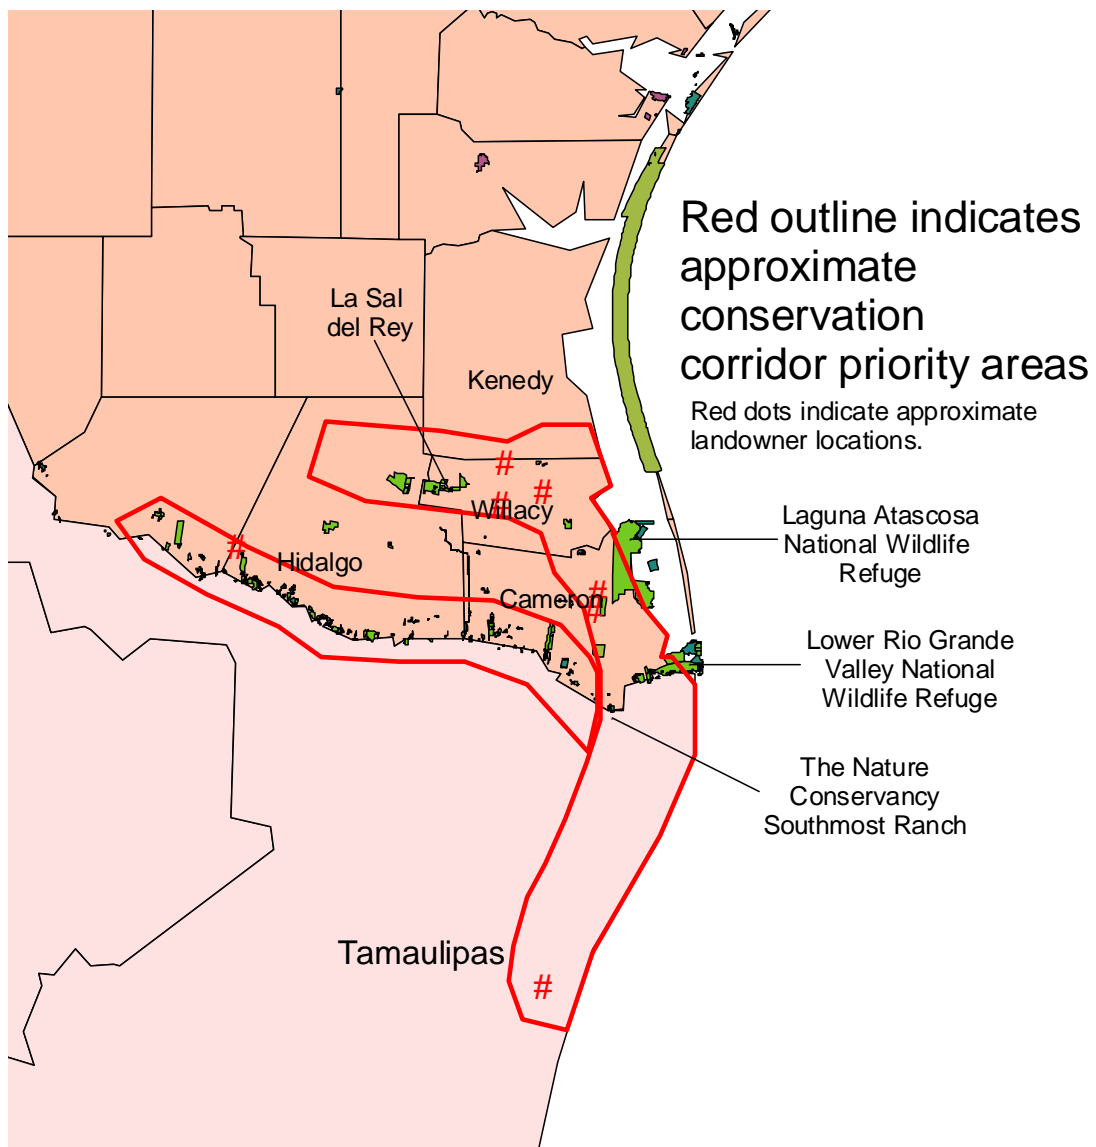 Red outline indicates
approximate
conservation
corridor priority areas
Red dots indicate approximate
landowner locations.
La Sal
del Rey
Kenedy
#
#
#
Willacy
#
Hidalgo
#
Cameron
#
Laguna Atascosa
National Wildlife
Refuge
Lower Rio Grande
Valley National
Wildlife Refuge
The Nature
Conservancy
Southmost Ranch
Tamaulipas
#